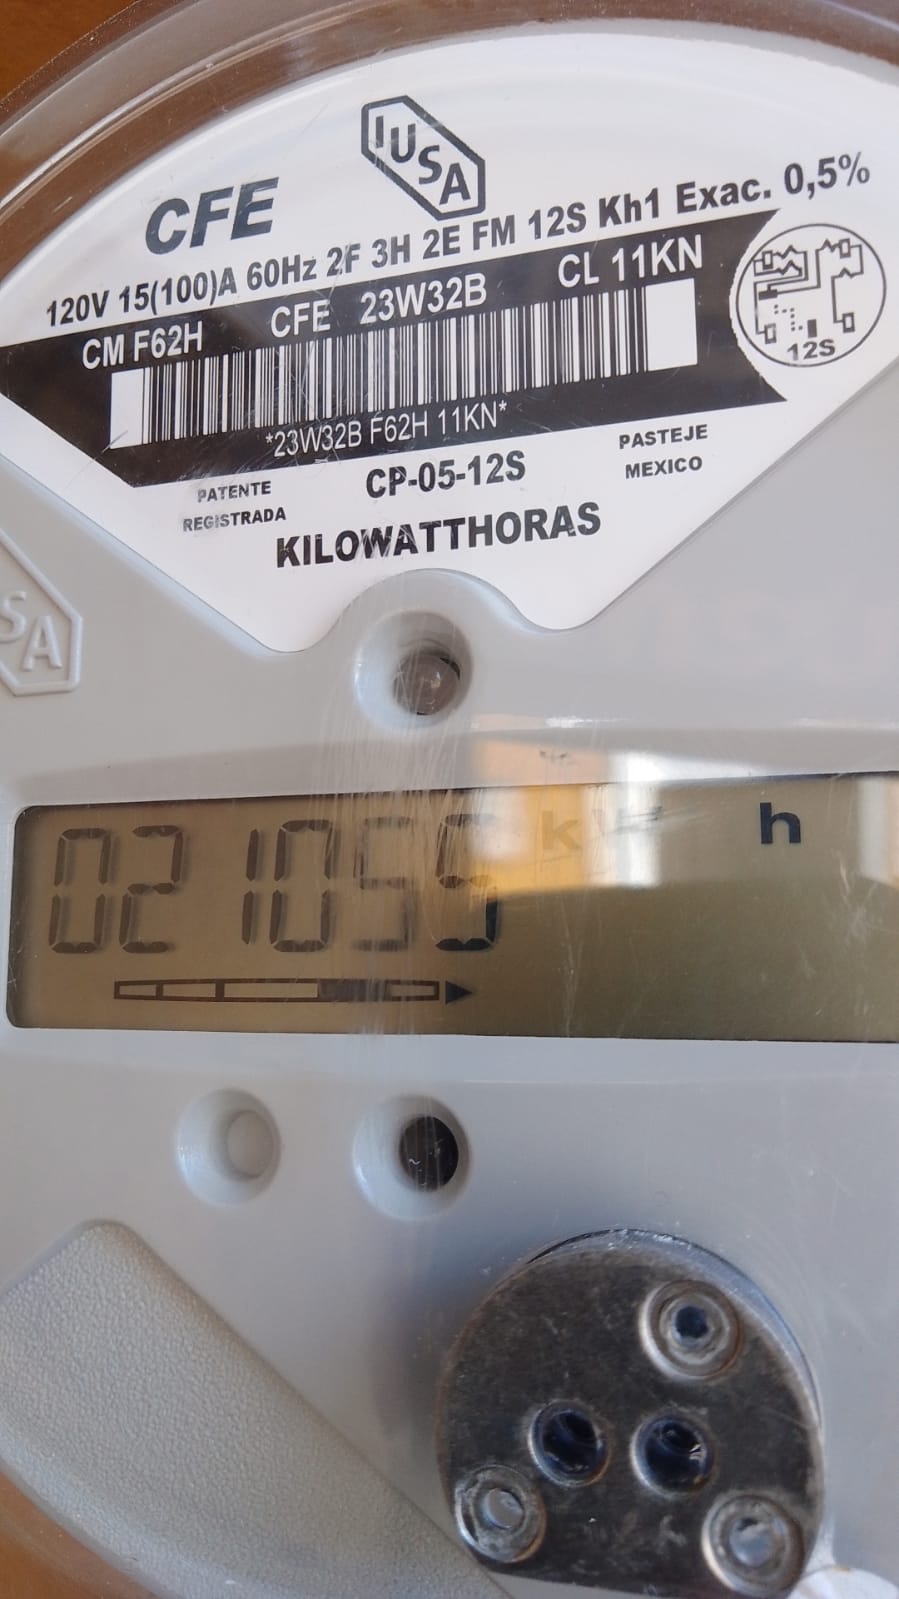 IUSA
CFE
120V 15(100)A 60Hz 2F 3H 2E FM 12S Kh1 Exac. 0,5%
CM F62H CFE 23W32B CL 11KN
*23W32B F62H 11KN*
12S
PATENTE REGISTRADA
CP-05-12S
PASTEJE MEXICO
KILOWATTHORAS
SA
h